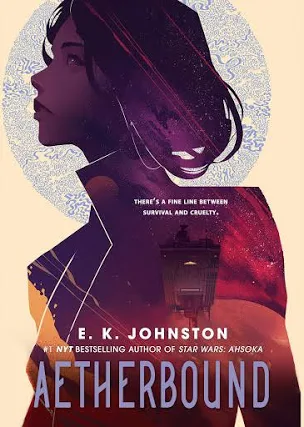 THERE'S A FINE LINE BETWEEN
SURVIVAL AND CRUELTY.
E. K. JOHNSTON
#1 NYT BESTSELLING AUTHOR OF STAR WARS: AHSOKA
AETHERBOUND